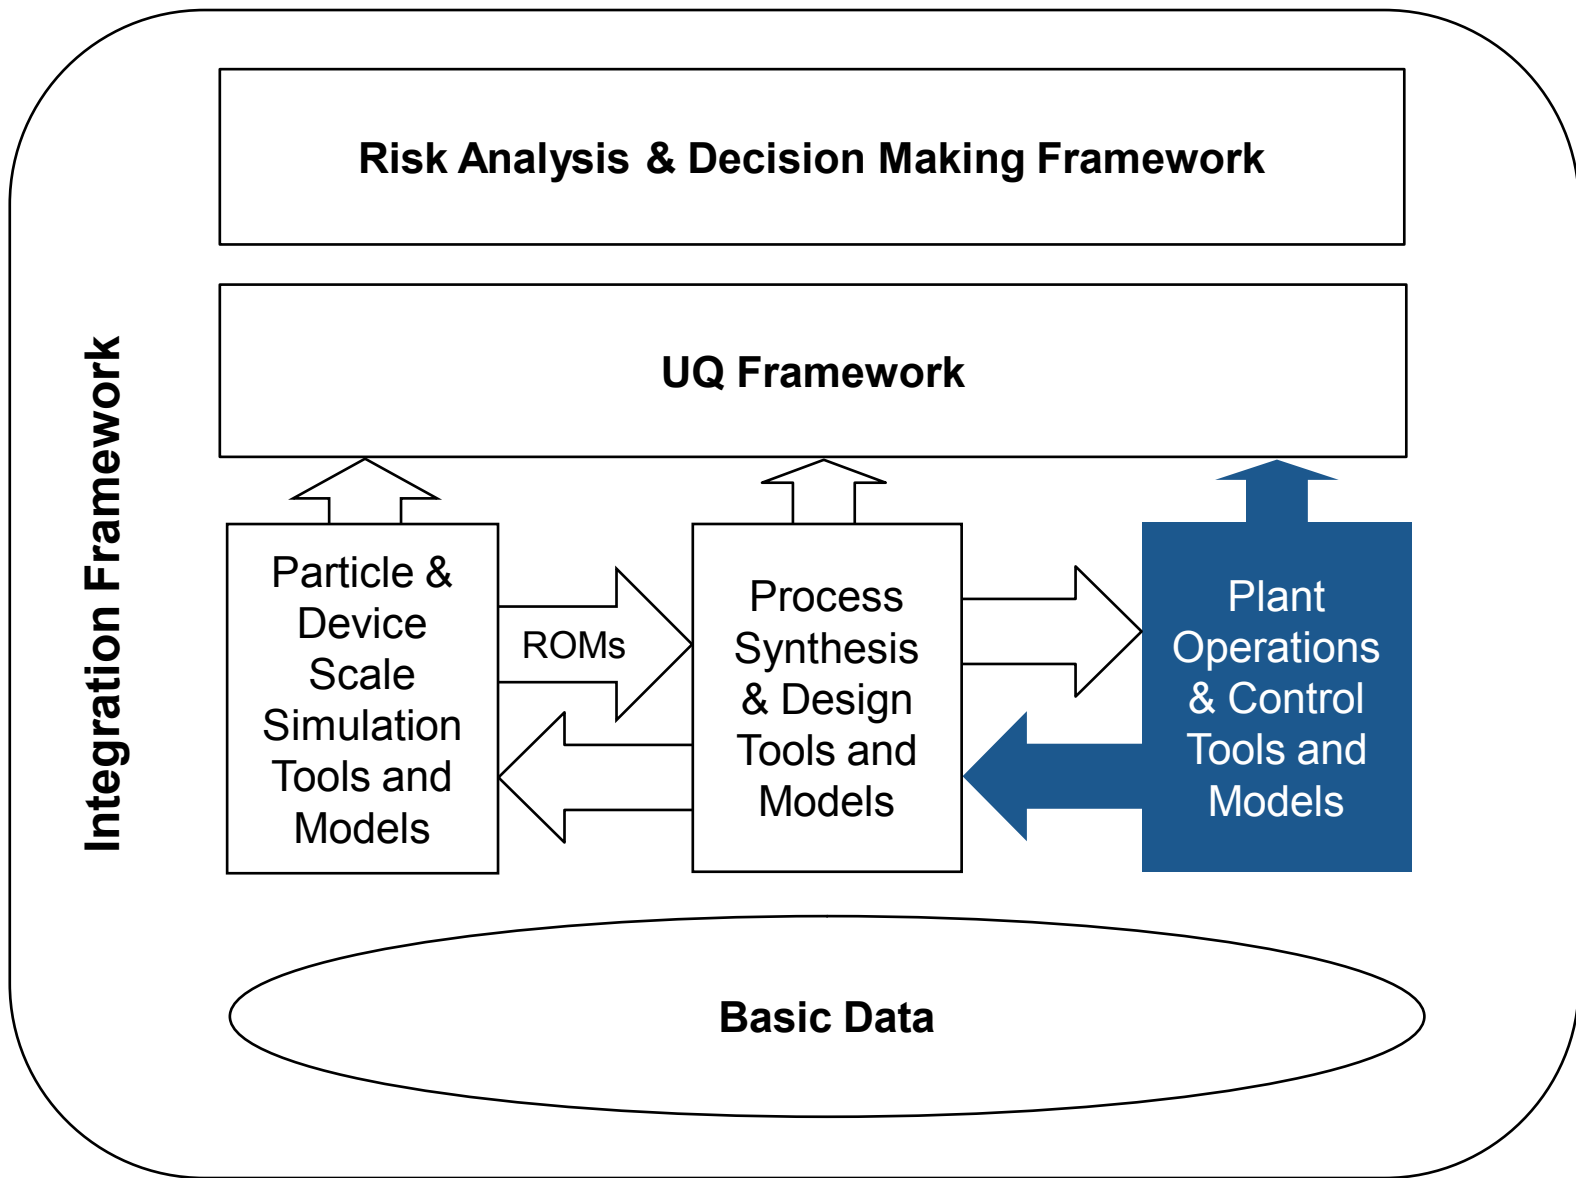 Risk Analysis & Decision Making Framework
UQ Framework
Integration Framework
Particle &
Device
Scale
Simulation
Tools and
Models
ROMs
Process
Synthesis
& Design
Tools and
Models
Plant
Operations
& Control
Tools and
Models
Basic Data